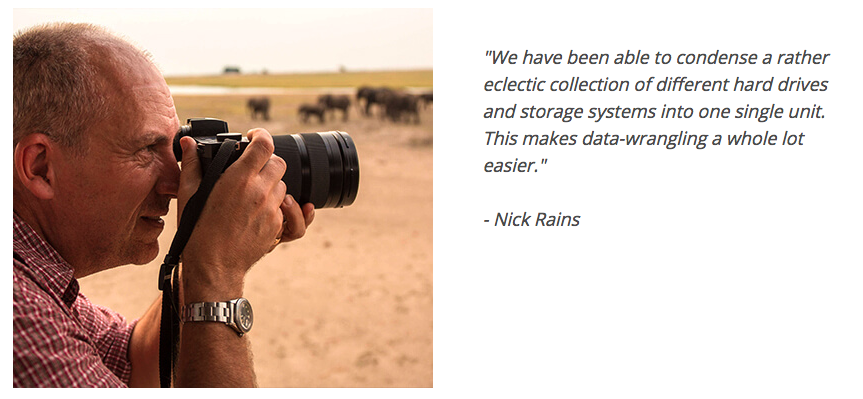 "We have been able to condense a rather
eclectic collection of different hard drives
and storage systems into one single unit.
This makes data-wrangling a whole lot
easier."
- Nick Rains